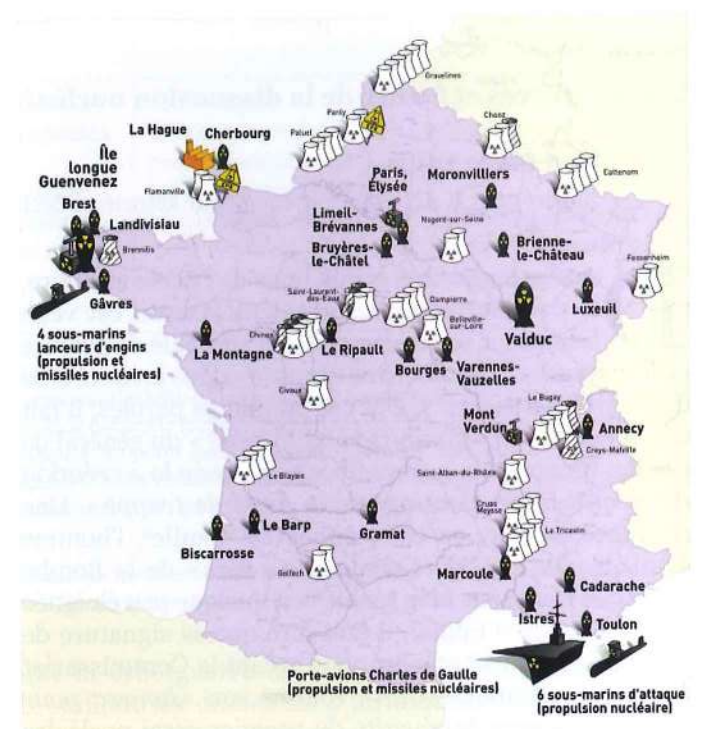 Gravelines
Penly
Paluel
Chooz
La Hague
Cherbourg
Cattenom
Île
longue
Guenvenez
Flamanville
Paris,
Élysée
Moronvilliers
Brest
Landivisiau
Limeil-
Brévannes
Nogent-sur-Seine
Brennilis
Bruyères-
le-Châtel
Brienne-
le-Château
Fessenheim
Gâvres
Saint-Laurent-
des-Eaux
Dampierre
Luxeuil
4 sous-marins
lanceurs d'engins
(propulsion et
missiles nucléaires)
Belleville-
sur-Loire
Valduc
Chinon
La Montagne
Le Ripault
Bourges
Varennes-
Vauzelles
Civaux
Le Bugey
Mont
Verdun
Annecy
Creys-Malville
Saint-Alban-du-Rhône
Le Blayais
Cruas
Meysse
Le Barp
Gramat
La Tricastin
Biscarrosse
Golfech
Marcoule
Cadarache
Istres
Toulon
Porte-avions Charles de Gaulle
(propulsion et missiles nucléaires)
6 sous-marins d'attaque
(propulsion nucléaire)